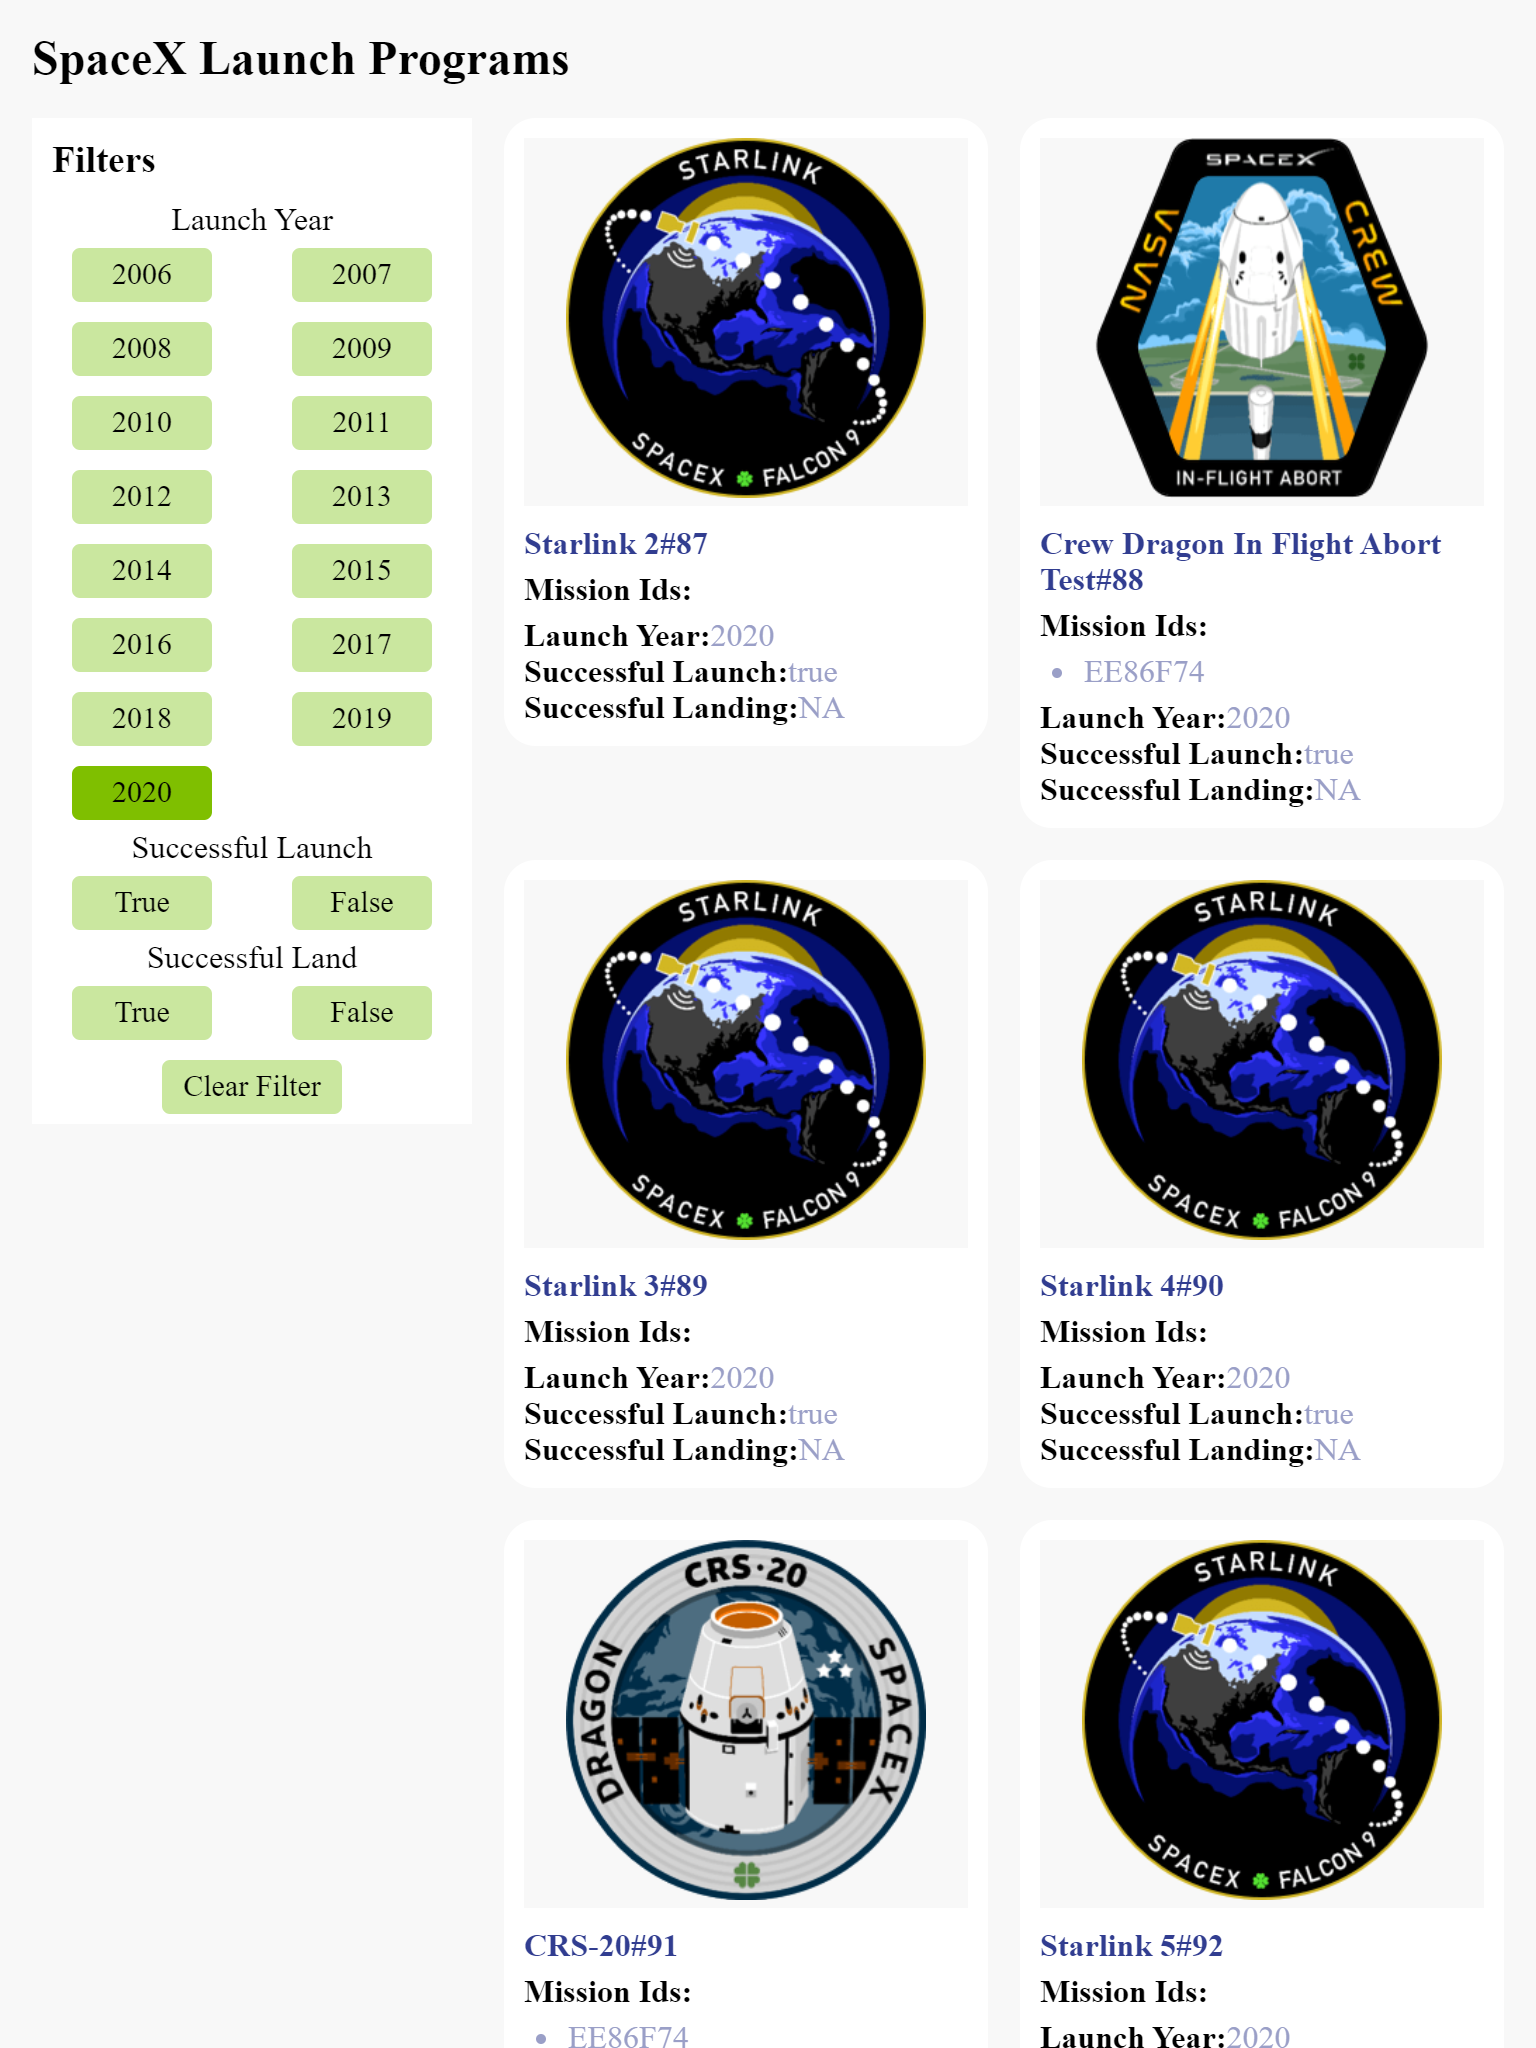 SpaceX Launch Programs
Filters
Launch Year
2006
2007
2008
2009
2010
2011
2012
2013
2014
2015
2016
2017
2018
2019
2020
Successful Launch
True
False
Successful Land
True
False
Clear Filter
STARLINK
SPACEX FALCON 9
Starlink 2#87
Mission Ids:
Launch Year:2020
Successful Launch:true
Successful Landing:NA
SPACEX
NASA
CREW
IN-FLIGHT ABORT
Crew Dragon In Flight Abort
Test#88
Mission Ids:
EE86F74
Launch Year:2020
Successful Launch:true
Successful Landing:NA
STARLINK
SPACEX FALCON 9
Starlink 3#89
Mission Ids:
Launch Year:2020
Successful Launch:true
Successful Landing:NA
STARLINK
SPACEX FALCON 9
Starlink 4#90
Mission Ids:
Launch Year:2020
Successful Launch:true
Successful Landing:NA
CRS·20
DRAGON
SPACEX
CRS-20#91
Mission Ids:
EE86F74
STARLINK
SPACEX FALCON 9
Starlink 5#92
Mission Ids:
Launch Year:2020